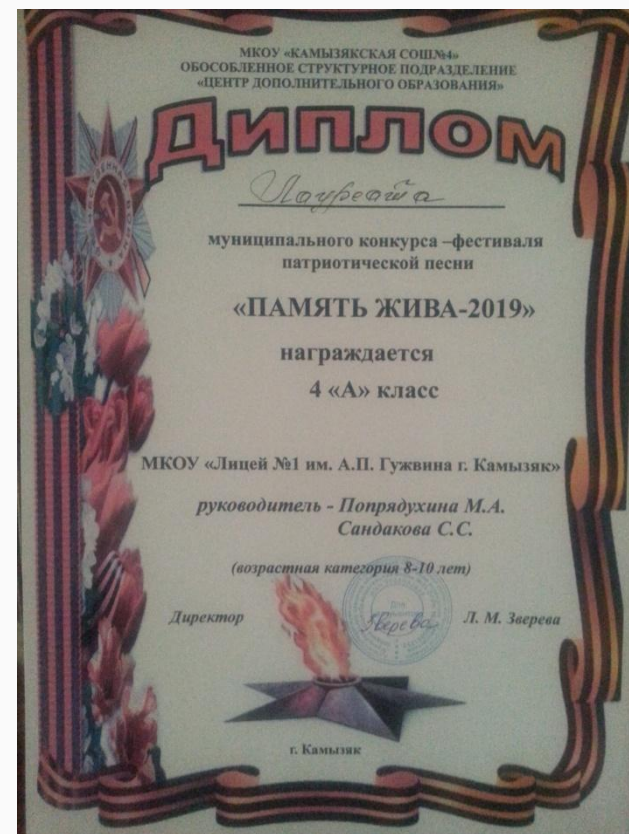 МКОУ «КАМЫЗЯКСКАЯ СОШ№4»
ОБОСОБЛЕННОЕ СТРУКТУРНОЕ ПОДРАЗДЕЛЕНИЕ
«ЦЕНТР ДОПОЛНИТЕЛЬНОГО ОБРАЗОВАНИЯ»
Диплом
Лауреата
муниципального конкурса –фестиваля
патриотической песни
«ПАМЯТЬ ЖИВА-2019»
награждается
4 «А» класс
МКОУ «Лицей №1 им. А.П. Гужвина г. Камызяк»
руководитель - Попрядухина М.А.
Сандакова С.С.
(возрастная категория 8-10 лет)
Директор Зверева Л. М. Зверева
г. Камызяк